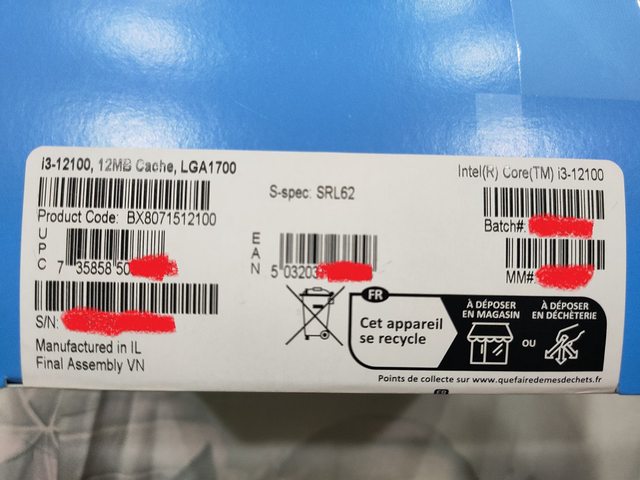 i3-12100, 12MB Cache, LGA1700
Intel(R) Core(TM) i3-12100
S-spec: SRL62
Product Code: BX8071512100
Batch#:
UPC
7 35858 50
EAN
5 03203
MM#:
S/N:
FR
Cet appareil
se recycle
À DÉPOSER
EN MAGASIN
OU
À DÉPOSER
EN DÉCHÈTERIE
Manufactured in IL
Final Assembly VN
Points de collecte sur www.quefairedemesdechets.fr